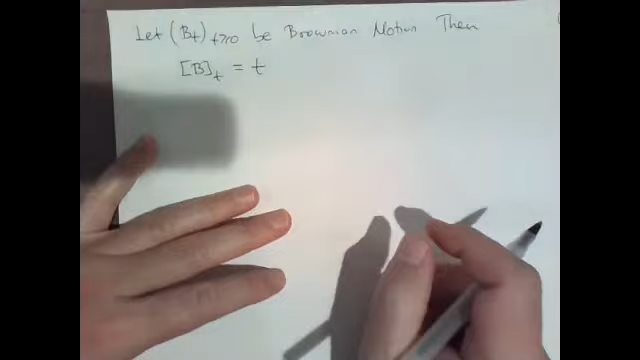 Let (Bt)t≥0 be Brownian Motion Then
[B]t = t